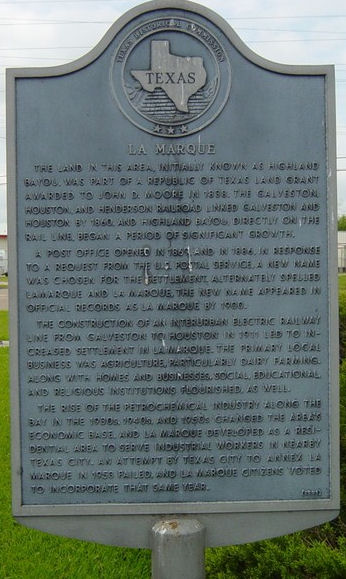 TEXAS HISTORICAL COMMISSION
TEXAS
LA MARQUE
THE LAND IN THIS AREA, INITIALLY KNOWN AS HIGHLAND
BAYOU, WAS PART OF A REPUBLIC OF TEXAS LAND GRANT
AWARDED TO JOHN D. MOORE IN 1838. THE GALVESTON,
HOUSTON, AND HENDERSON RAILROAD LINKED GALVESTON AND
HOUSTON BY 1860, AND HIGHLAND BAYOU, DIRECTLY ON THE
RAIL LINE, BEGAN A PERIOD OF SIGNIFICANT GROWTH.
A POST OFFICE OPENED IN AND IN 1886, IN RESPONSE
TO A REQUEST FROM THE U.S. POSTAL SERVICE, A NEW NAME
WAS CHOSEN FOR THE SETTLEMENT. ALTERNATELY SPELLED
LAMARQUE AND LA MARQUE, THE NEW NAME APPEARED IN
OFFICIAL RECORDS AS LA MARQUE BY 1900.
THE CONSTRUCTION OF AN INTERURBAN ELECTRIC RAILWAY
LINE FROM GALVESTON TO HOUSTON IN 1911 LED TO IN-
CREASED SETTLEMENT IN LA MARQUE. THE PRIMARY LOCAL
BUSINESS WAS AGRICULTURE, PARTICULARLY DAIRY FARMING.
ALONG WITH HOMES AND BUSINESSES, SOCIAL, EDUCATIONAL,
AND RELIGIOUS INSTITUTIONS FLOURISHED, AS WELL.
THE RISE OF THE PETROCHEMICAL INDUSTRY ALONG THE
BAY IN THE 1930s, 1940s, AND 1950s CHANGED THE AREA'S
ECONOMIC BASE, AND LA MARQUE DEVELOPED AS A RESI-
DENTIAL AREA TO SERVE INDUSTRIAL WORKERS IN NEARBY
TEXAS CITY. AN ATTEMPT BY TEXAS CITY TO ANNEX LA
MARQUE IN 1953 FAILED, AND LA MARQUE CITIZENS VOTED
TO INCORPORATE THAT SAME YEAR.